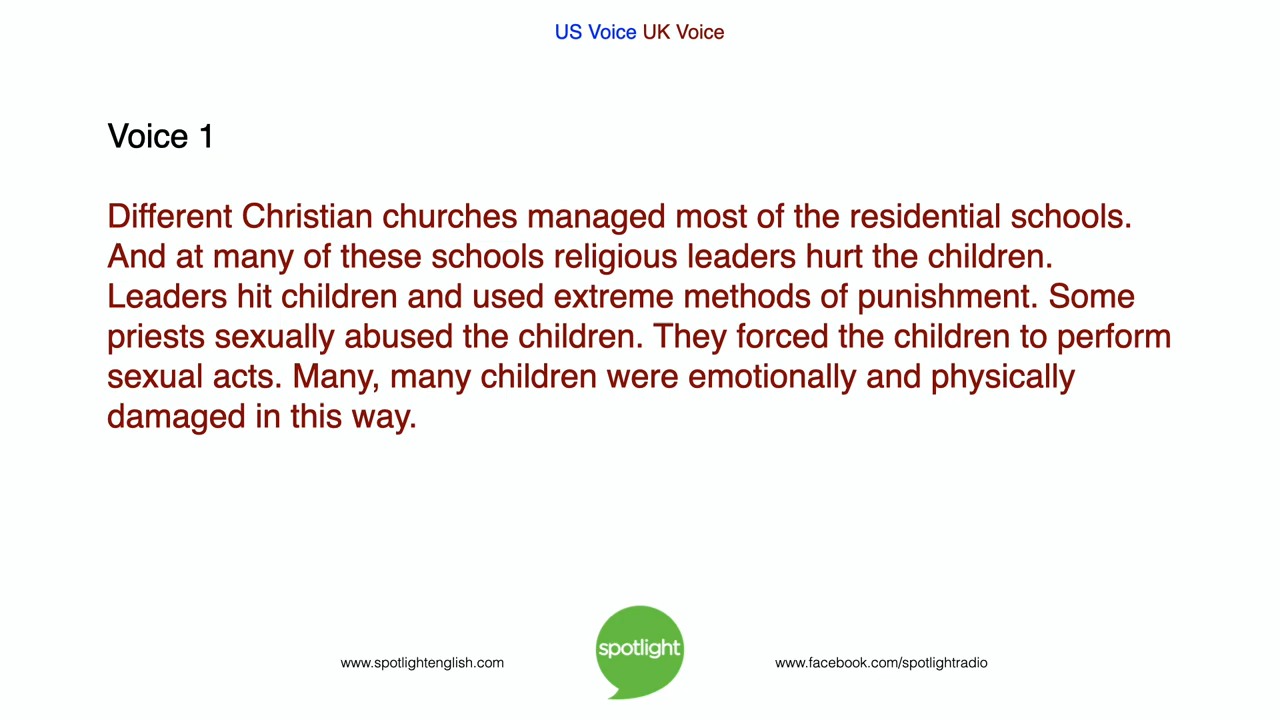 US Voice UK Voice
Voice 1
Different Christian churches managed most of the residential schools.
And at many of these schools religious leaders hurt the children.
Leaders hit children and used extreme methods of punishment. Some
priests sexually abused the children. They forced the children to perform
sexual acts. Many, many children were emotionally and physically
damaged in this way.
spotlight
www.spotlightenglish.com
www.facebook.com/spotlightradio